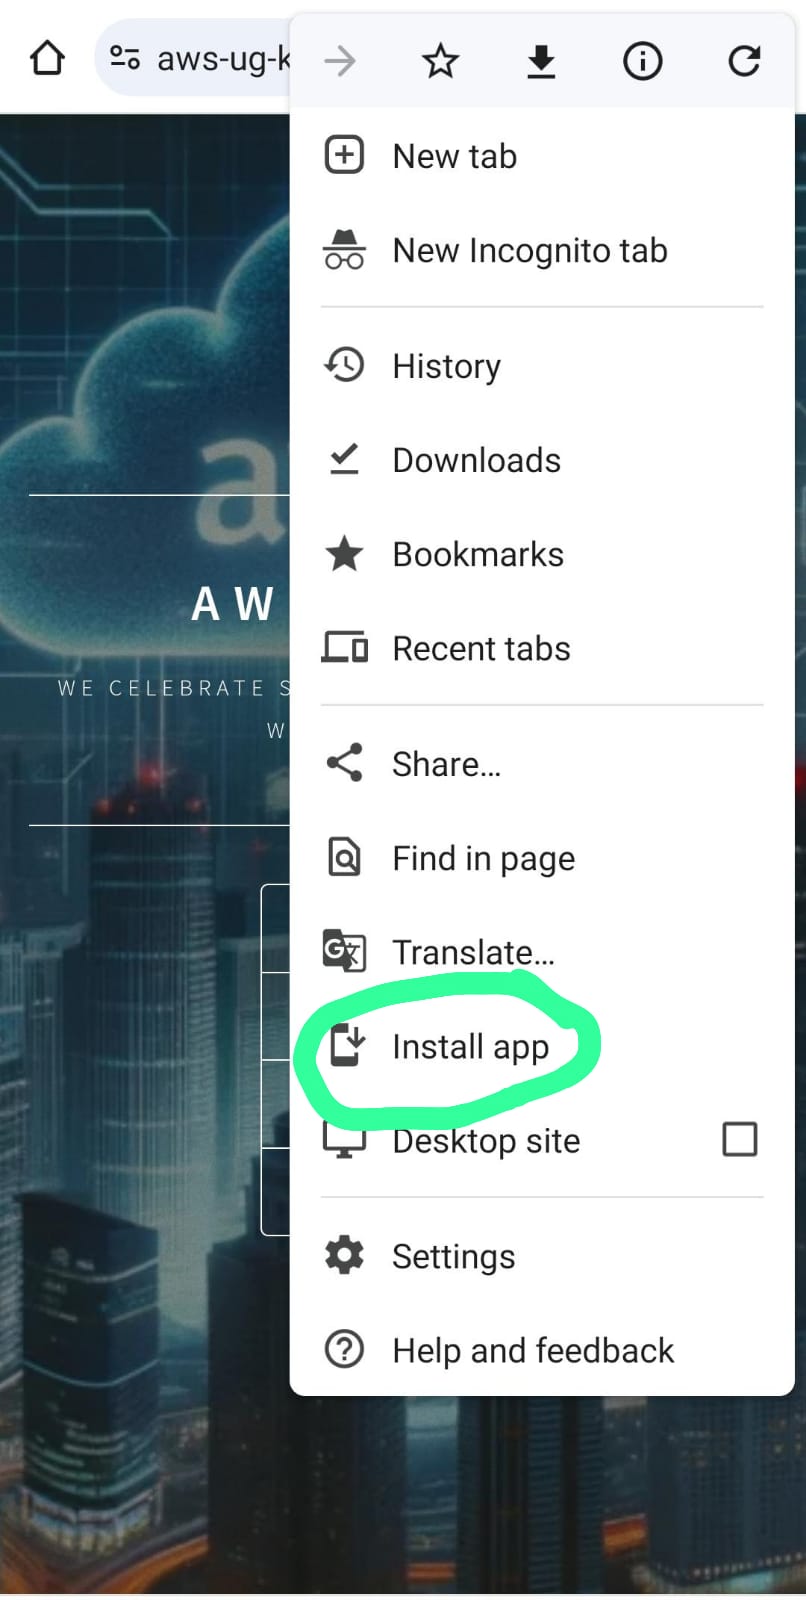 aws-ug-k
New tab
New Incognito tab
History
Downloads
Bookmarks
Recent tabs
Share...
Find in page
Translate...
Install app
Desktop site
Settings
Help and feedback
a
AW
WE CELEBRATE S
W